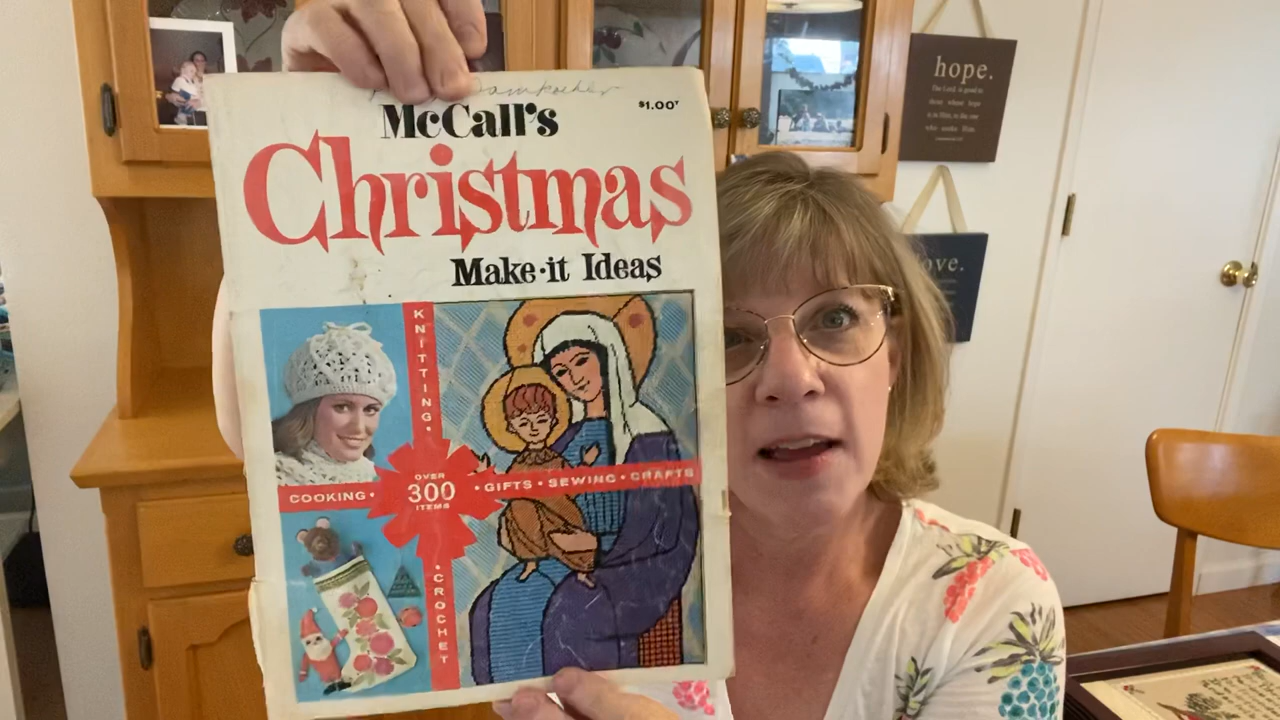 $1.00
McCall's
Christmas
Make-it Ideas
KNITTING•
COOKING•
OVER
300
ITEMS
•GIFTS•SEWING•CRAFTS
•CROCHET
hope.
The Lord is good to
those whose hope
is in Him, to the one
who seeks Him
ove.